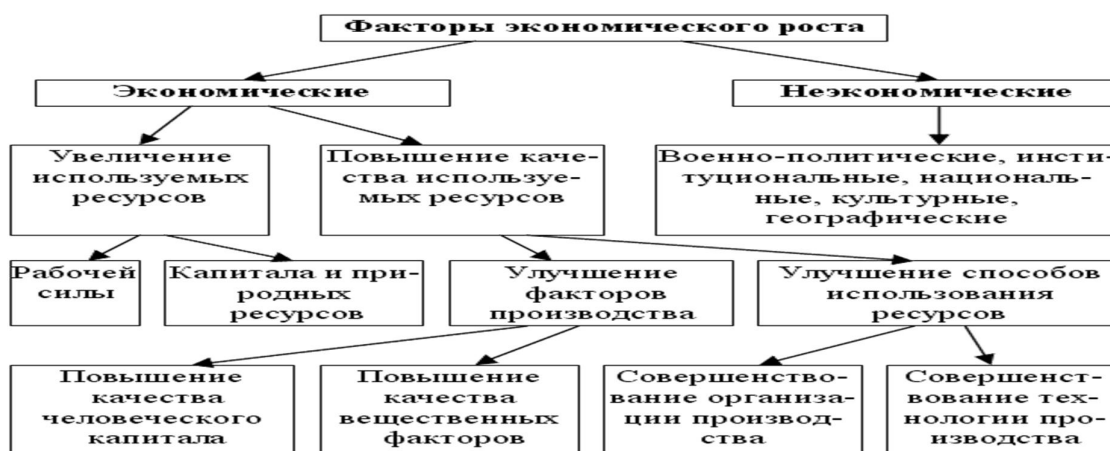 Факторы экономического роста
Экономические
Неэкономические
Увеличение
используемых
ресурсов
Повышение каче-
ства используе-
мых ресурсов
Военно-политические, инсти-
туциональные, националь-
ные, культурные,
географические
Рабочей
силы
Капитала и при-
родных
ресурсов
Улучшение
факторов
производства
Улучшение способов
использования
ресурсов
Повышение
качества
человеческого
капитала
Повышение
качества
вещественных
факторов
Совершенство-
вание организа-
ции производ-
ства
Совершенст-
вование тех-
нологии про-
изводства